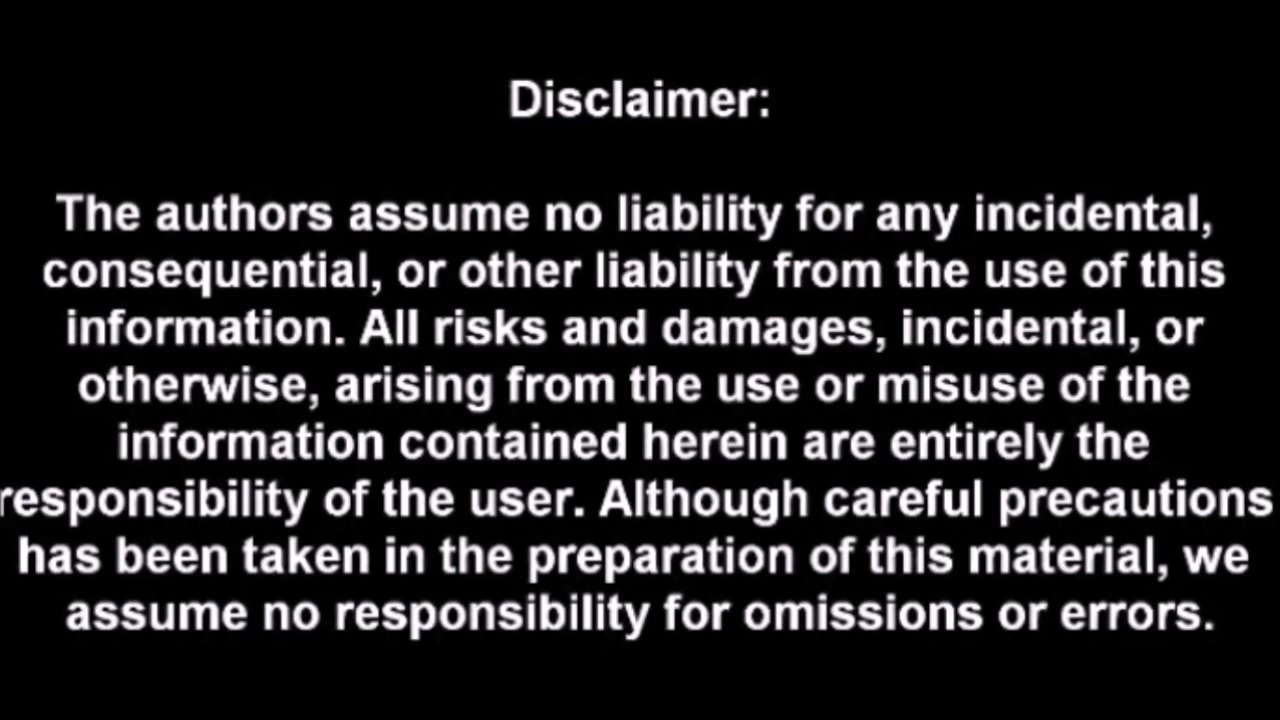 Disclaimer:
The authors assume no liability for any incidental,
consequential, or other liability from the use of this
information. All risks and damages, incidental, or
otherwise, arising from the use or misuse of the
information contained herein are entirely the
responsibility of the user. Although careful precautions
has been taken in the preparation of this material, we
assume no responsibility for omissions or errors.